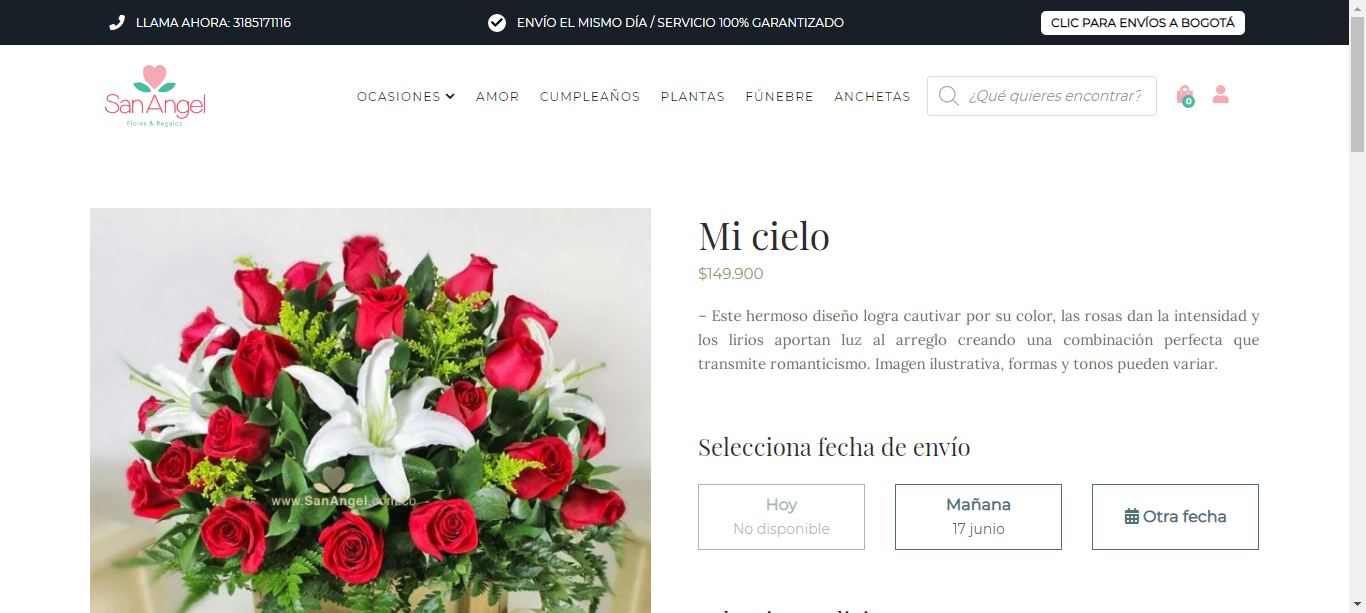 LLAMA AHORA: 3185171116
ENVÍO EL MISMO DÍA / SERVICIO 100% GARANTIZADO
CLIC PARA ENVÍOS A BOGOTÁ
SanAngel
Flores & Regalos
OCASIONES
AMOR
CUMPLEAÑOS
PLANTAS
FÚNEBRE
ANCHETAS
¿Qué quieres encontrar?
0
Mi cielo
$149.900
– Este hermoso diseño logra cautivar por su color, las rosas dan la intensidad y
los lirios aportan luz al arreglo creando una combinación perfecta que
transmite romanticismo. Imagen ilustrativa, formas y tonos pueden variar.
www.SanAngel.com.co
Selecciona fecha de envío
Hoy
No disponible
Mañana
17 junio
Otra fecha